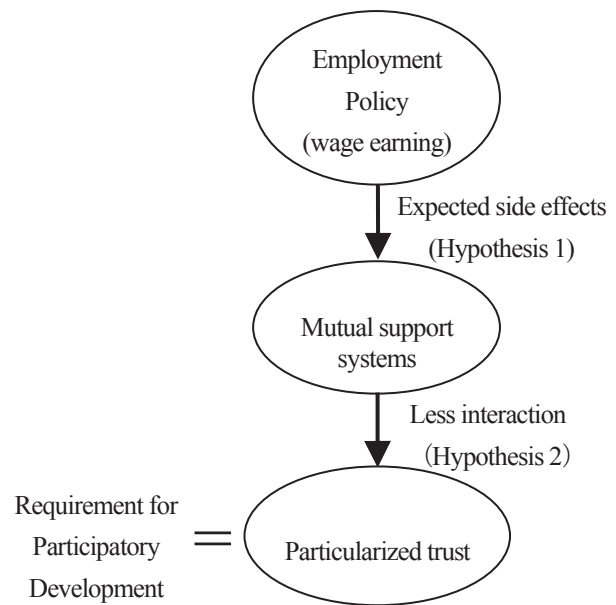 Employment
Policy
(wage earning)
Expected side effects
(Hypothesis 1)
Mutual support
systems
Less interaction
（Hypothesis 2）
Requirement for
Participatory
Development
=
Particularized trust